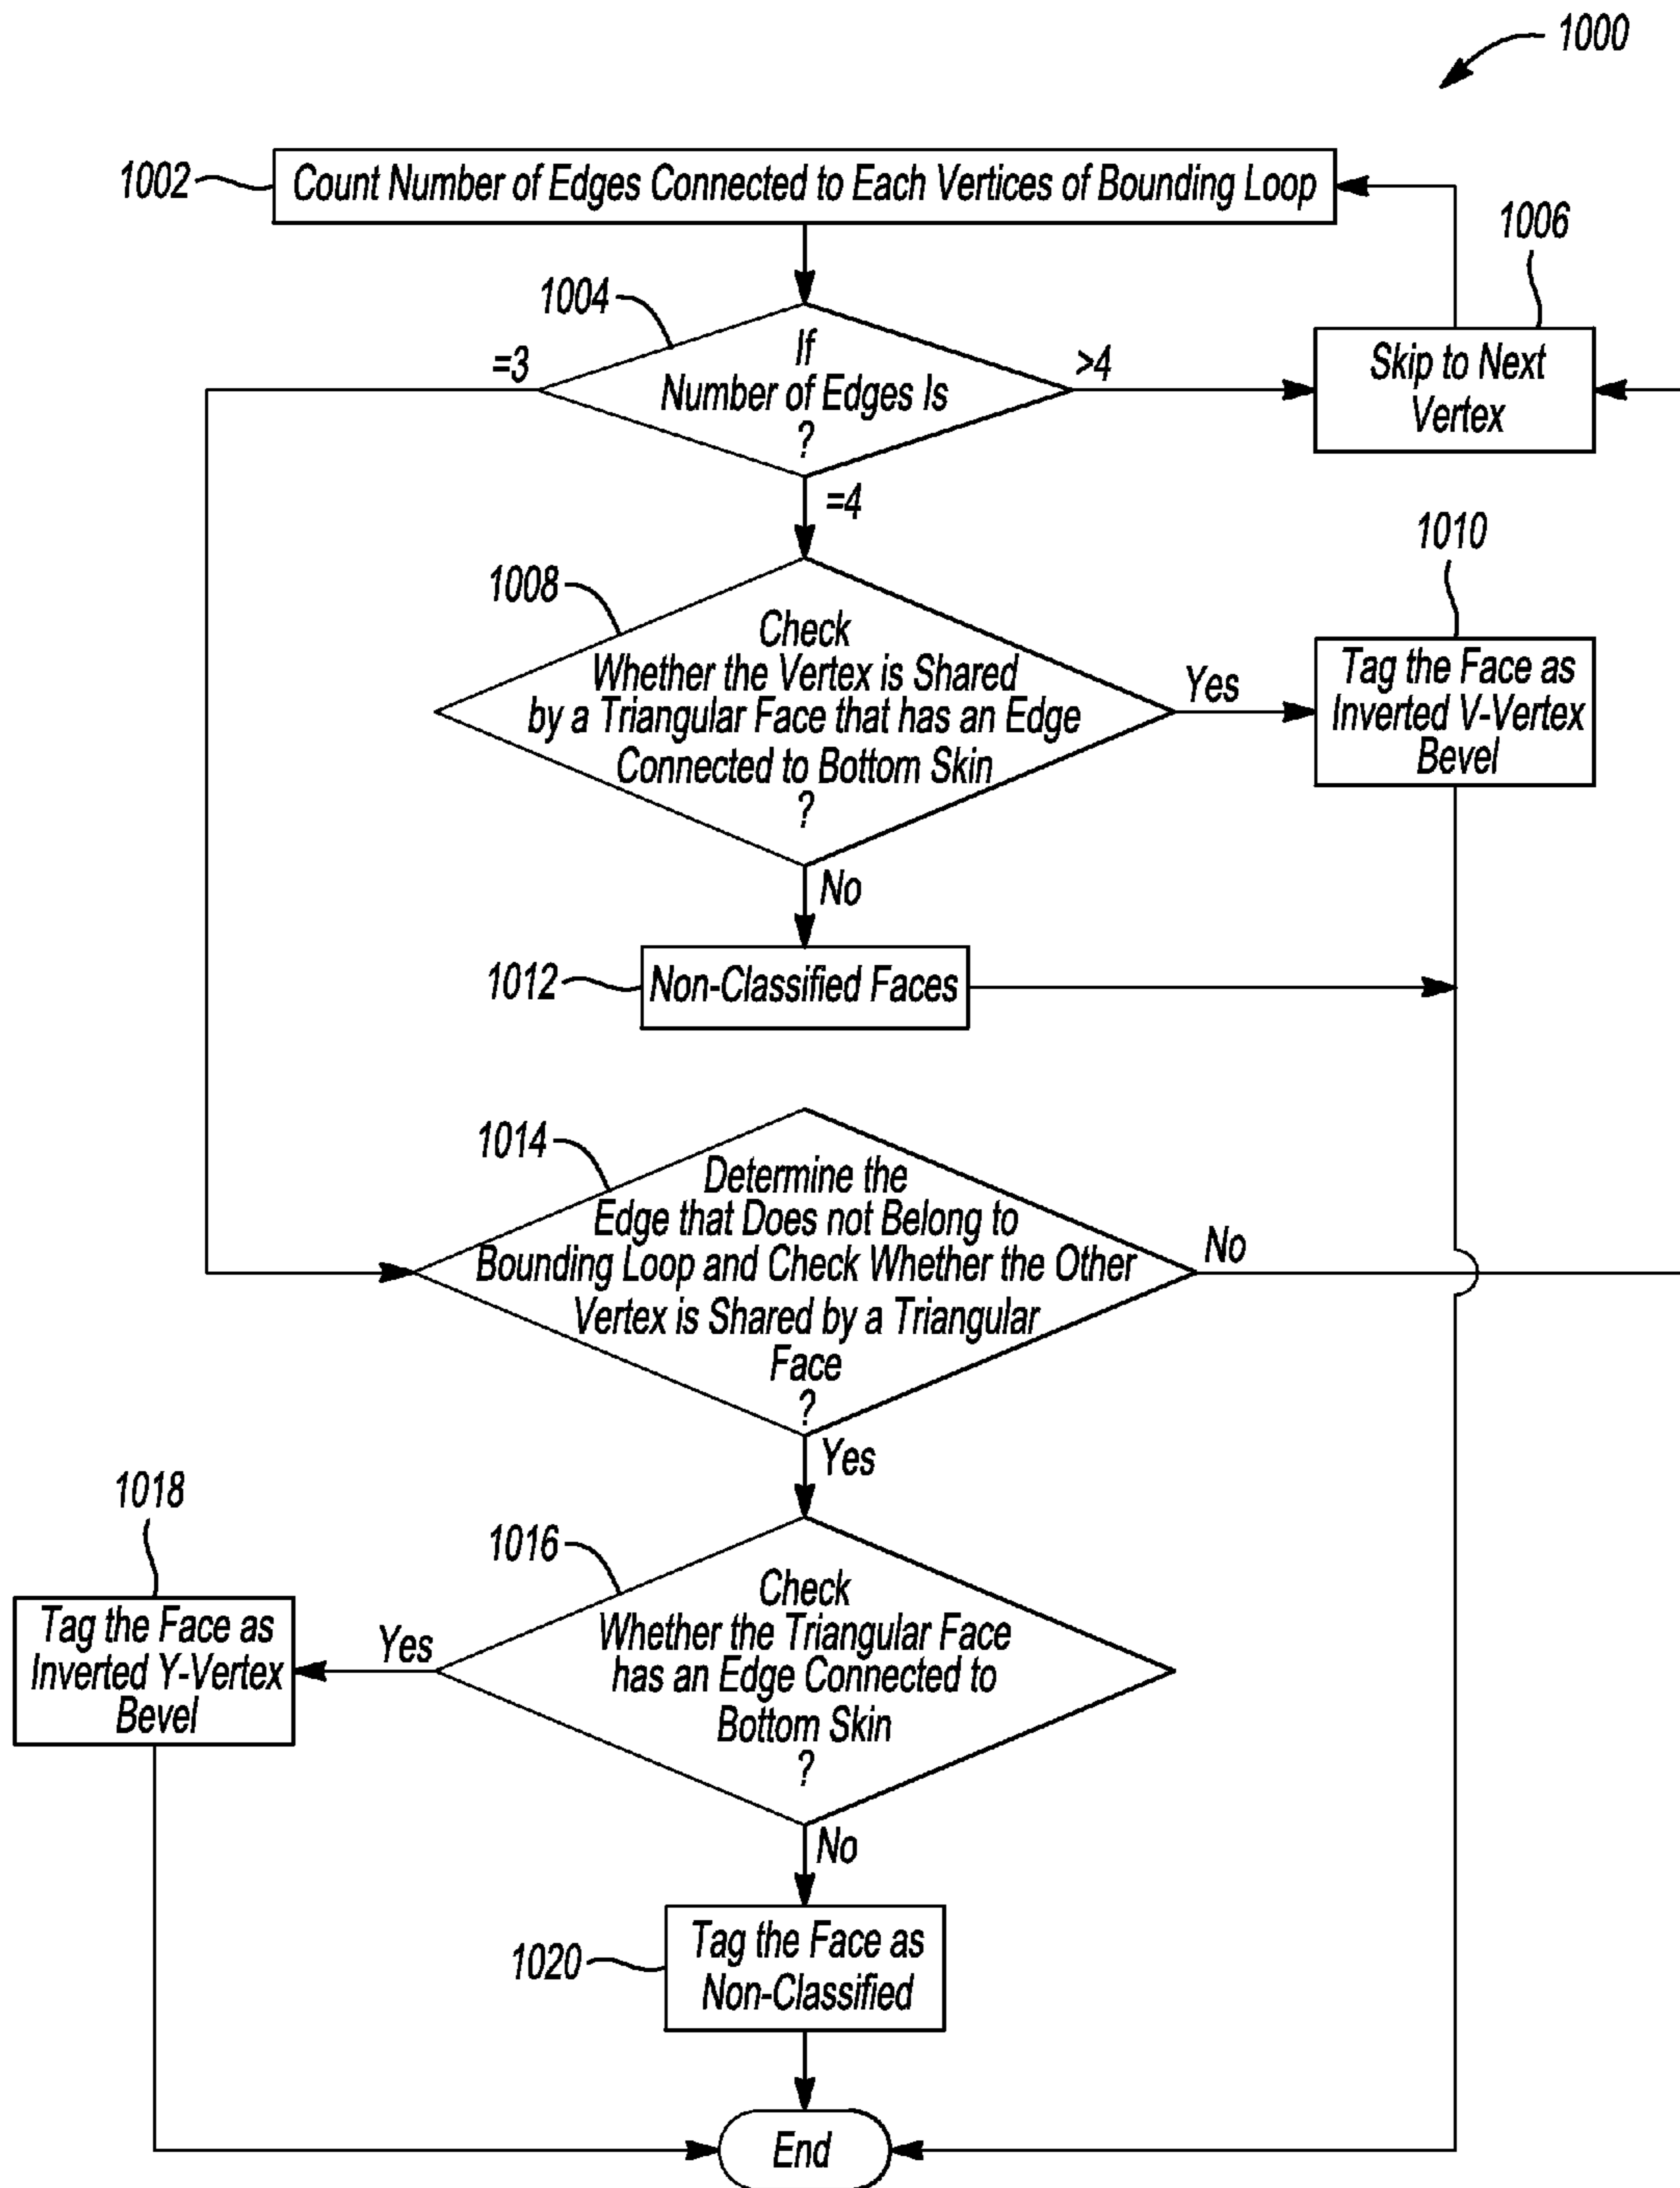 1000
1002
Count Number of Edges Connected to Each Vertices of Bounding Loop
1006
1004
If
Number of Edges Is
?
=3
>4
=4
Skip to Next
Vertex
1008
Check
Whether the Vertex is Shared
by a Triangular Face that has an Edge
Connected to Bottom Skin
?
Yes
No
1010
Tag the Face as
Inverted V-Vertex
Bevel
1012
Non-Classified Faces
1014
Determine the
Edge that Does not Belong to
Bounding Loop and Check Whether the Other
Vertex is Shared by a Triangular
Face
?
No
Yes
1016
Check
Whether the Triangular Face
has an Edge Connected to
Bottom Skin
?
Yes
No
1018
Tag the Face as
Inverted Y-Vertex
Bevel
1020
Tag the Face as
Non-Classified
End